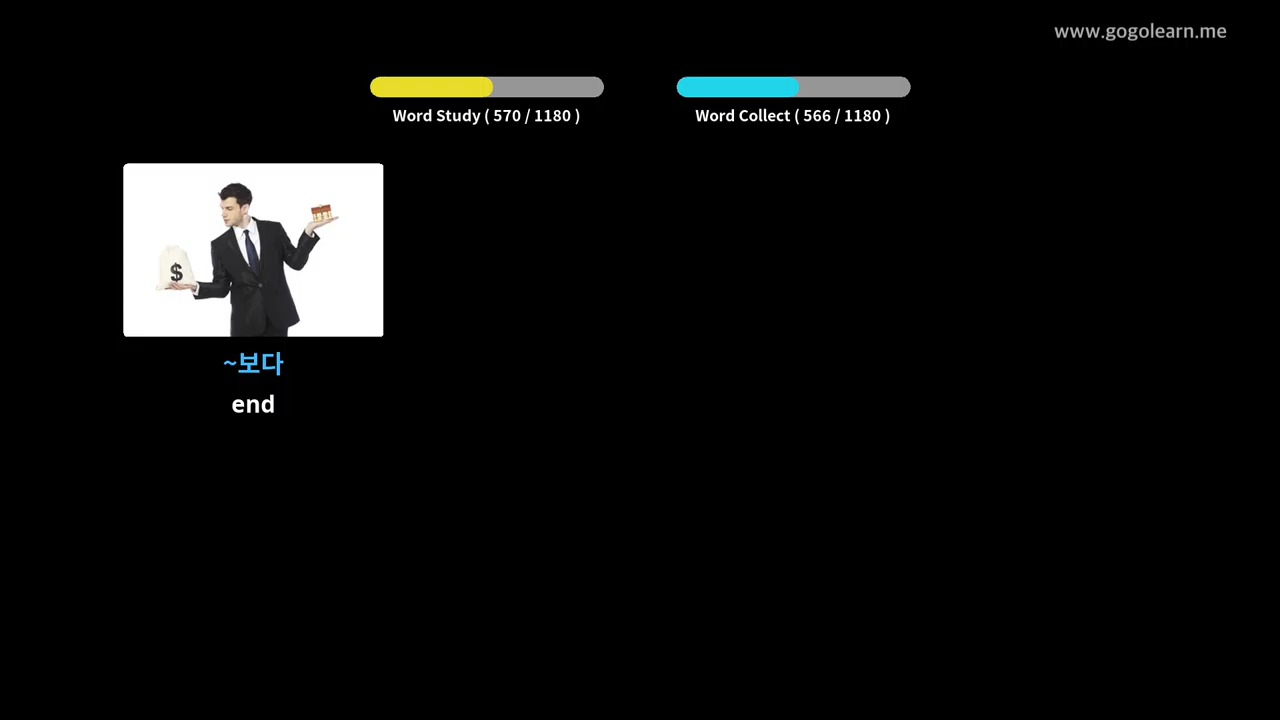 www.gogolearn.me
Word Study ( 570 / 1180 )
Word Collect ( 566 / 1180 )
$
~보다
end